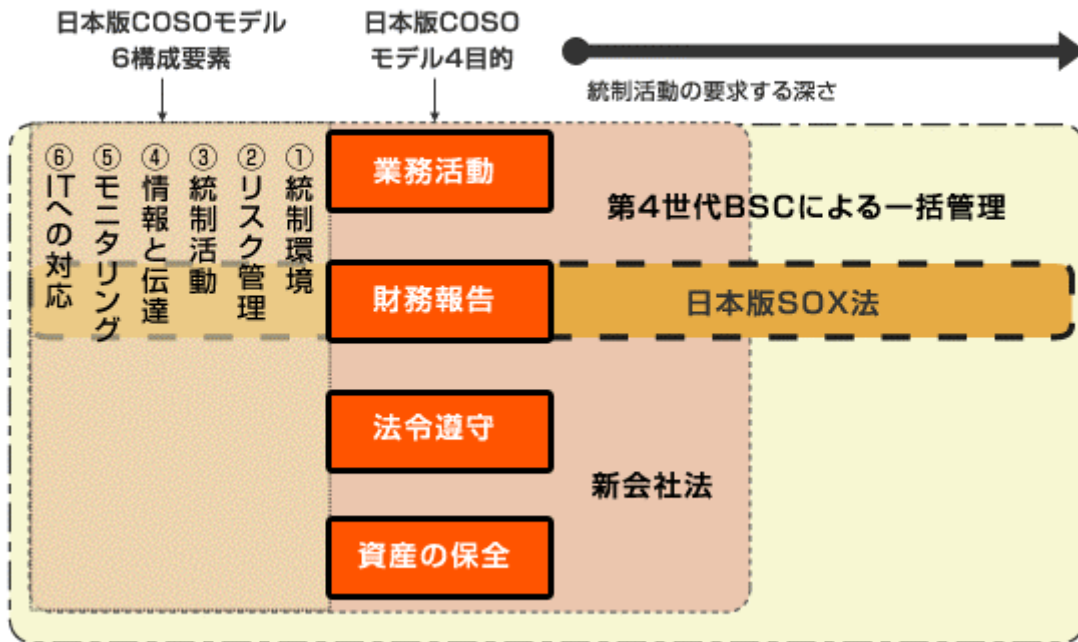 日本版COSOモデル
6構成要素
日本版COSO
モデル4目的
統制活動の要求する深さ
①統制環境
②リスク管理
③統制活動
④情報と伝達
⑤モニタリング
⑥ITへの対応
業務活動
第4世代BSCによる一括管理
財務報告
日本版SOX法
法令遵守
新会社法
資産の保全